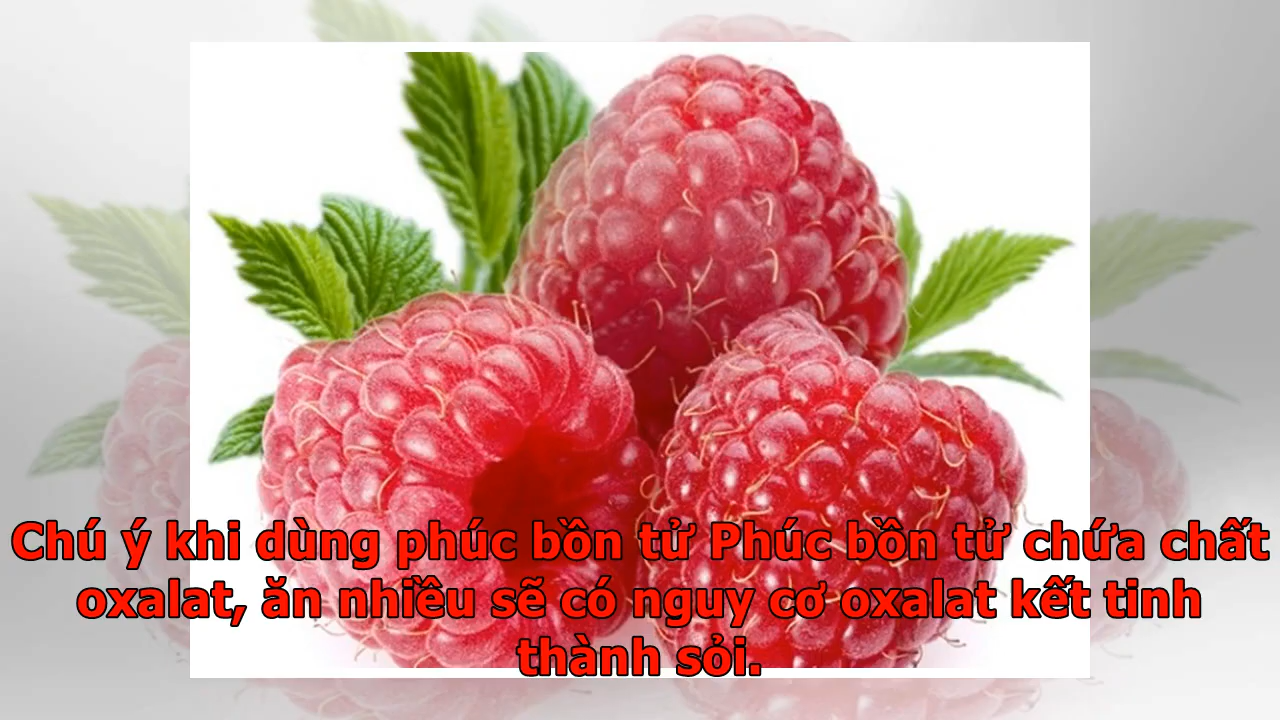 Chú ý khi dùng phúc bồn tử Phúc bồn tử chứa chất
oxalat, ăn nhiều sẽ có nguy cơ oxalat kết tinh
thành sỏi.